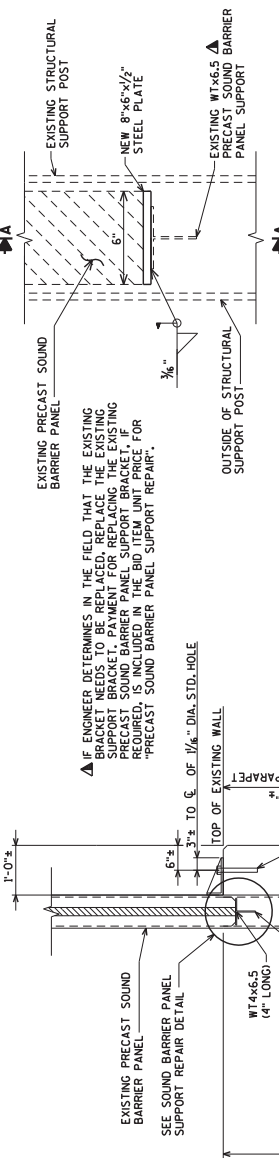 EXISTING PRECAST SOUND
BARRIER PANEL
SEE SOUND BARRIER PANEL
SUPPORT REPAIR DETAIL
WT4x6.5
(4" LONG)
1'-0"±
6"±
3"± TO ℄ OF 1 1/16" DIA. STD. HOLE
TOP OF EXISTING WALL
PARAPET
▲ IF ENGINEER DETERMINES IN THE FIELD THAT THE EXISTING
BRACKET NEEDS TO BE REPLACED, REPLACE THE EXISTING
SUPPORT BRACKET. PAYMENT FOR REPLACING THE EXISTING
PRECAST SOUND BARRIER PANEL SUPPORT BRACKET, IF
REQUIRED, IS INCLUDED IN THE BID ITEM UNIT PRICE FOR
"PRECAST SOUND BARRIER PANEL SUPPORT REPAIR".
EXISTING PRECAST SOUND
BARRIER PANEL
OUTSIDE OF STRUCTURAL
SUPPORT POST
3/16"
6"
A
EXISTING STRUCTURAL
SUPPORT POST
NEW 8"x6"x1/2"
STEEL PLATE
EXISTING WTx6.5 ▲
PRECAST SOUND BARRIER
PANEL SUPPORT